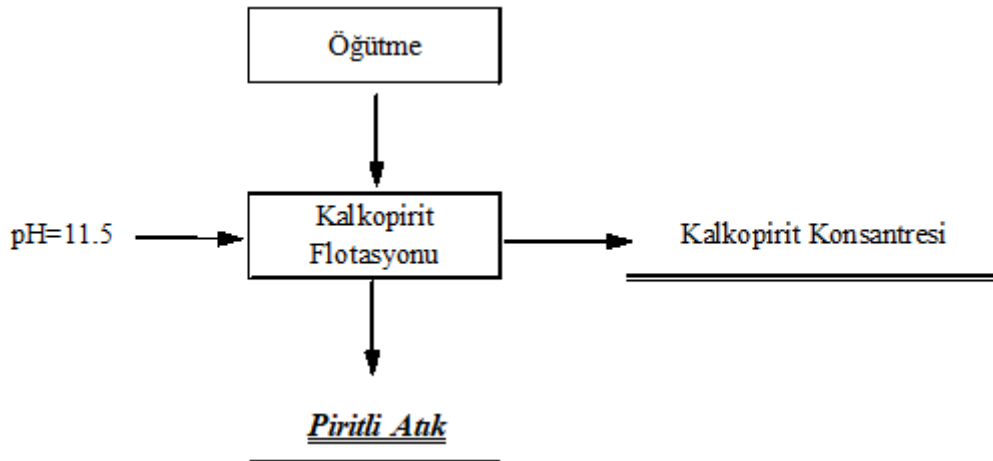 Öğütme
pH=11.5
Kalkopirit
Flotasyonu
Kalkopirit Konsantresi
Piritli Atık